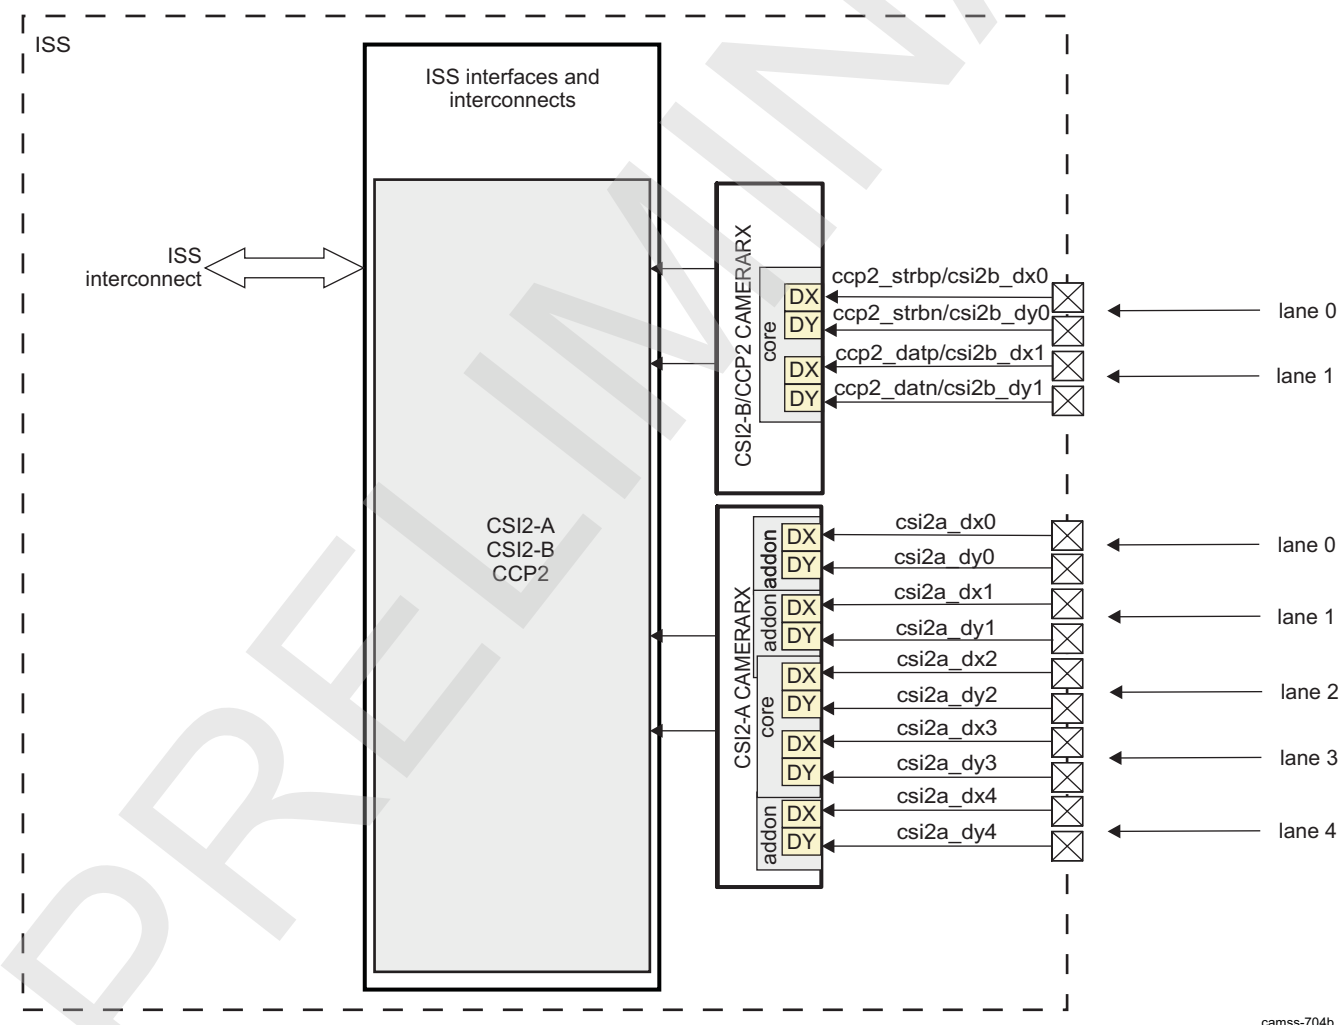 ISS
ISS interfaces and
interconnects
ISS
interconnect
CSI2-A
CSI2-B
CCP2
CSI2-B/CCP2 CAMERARX
core
DX
DY
DX
DY
ccp2_strbp/csi2b_dx0
ccp2_strbn/csi2b_dy0
ccp2_datp/csi2b_dx1
ccp2_datn/csi2b_dy1
lane 0
lane 1
CSI2-A CAMERARX
addon
DX
DY
addon
DX
DY
core
DX
DY
DX
DY
addon
DX
DY
csi2a_dx0
csi2a_dy0
csi2a_dx1
csi2a_dy1
csi2a_dx2
csi2a_dy2
csi2a_dx3
csi2a_dy3
csi2a_dx4
csi2a_dy4
lane 0
lane 1
lane 2
lane 3
lane 4
camss-704b
PRELIMINA